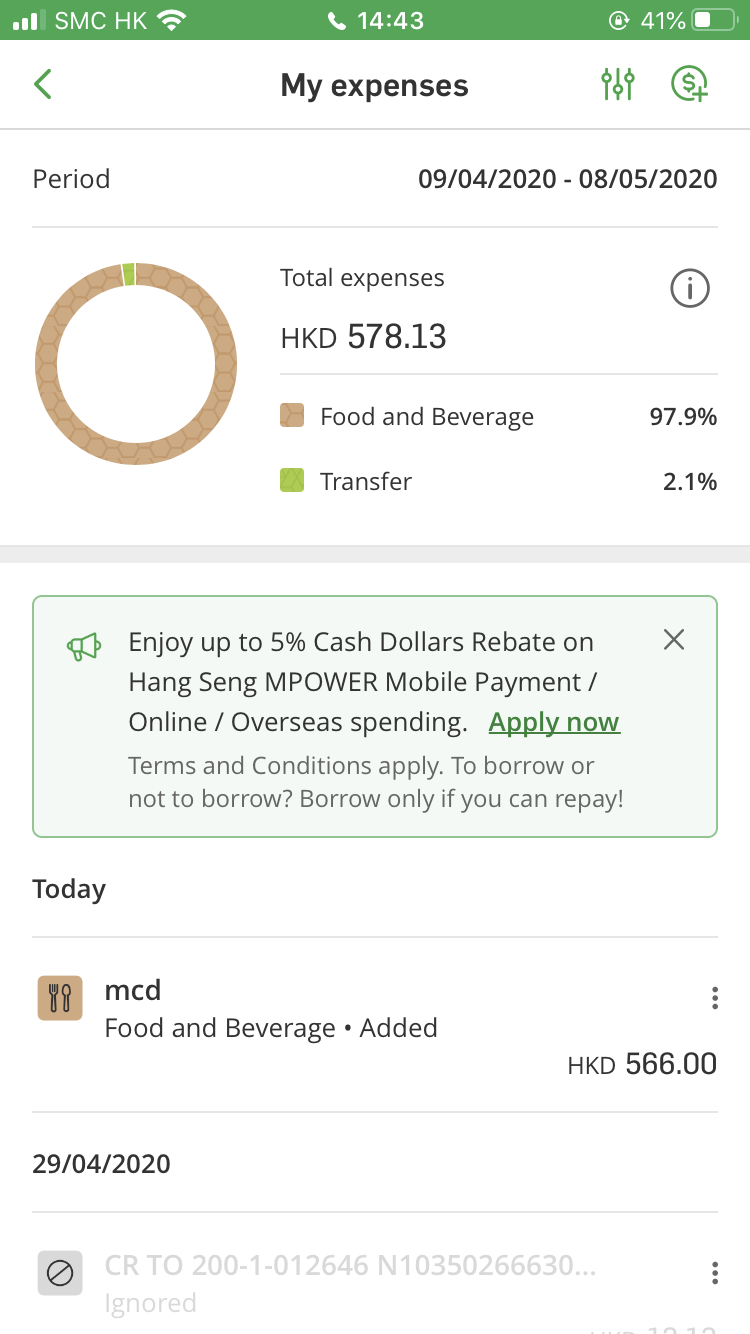 SMC HK 14:43 41%
My expenses
Period 09/04/2020 - 08/05/2020
Total expenses
HKD 578.13
Food and Beverage 97.9%
Transfer 2.1%
Enjoy up to 5% Cash Dollars Rebate on
Hang Seng MPOWER Mobile Payment /
Online / Overseas spending. Apply now
Terms and Conditions apply. To borrow or
not to borrow? Borrow only if you can repay!
Today
mcd
Food and Beverage • Added
HKD 566.00
29/04/2020
CR TO 200-1-012646 N10350266630...
Ignored